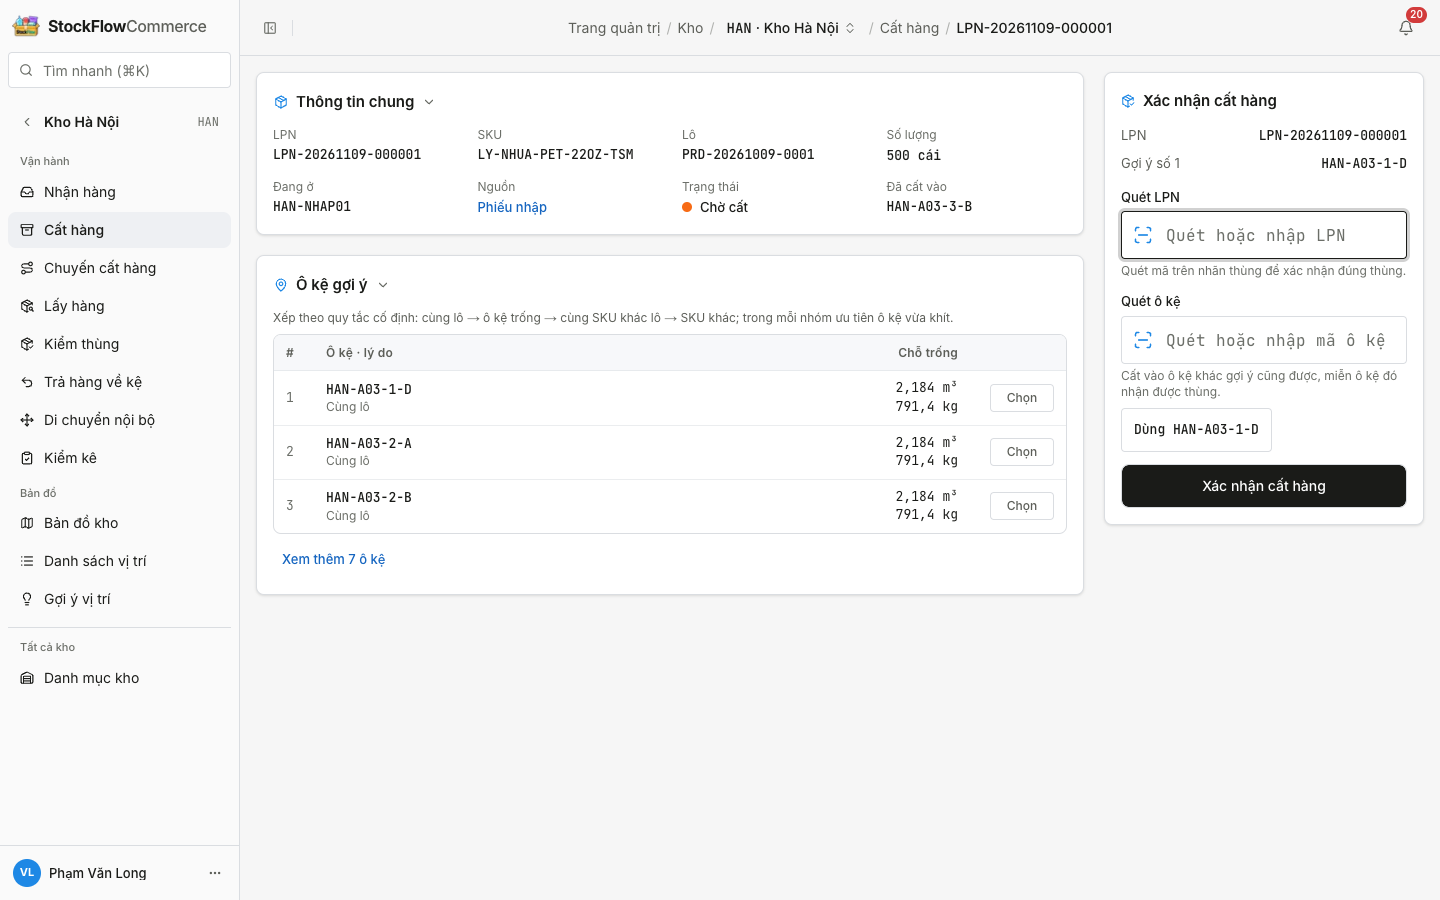 StockFlowCommerce
Tìm nhanh (⌘K)
Kho Hà Nội HAN
Vận hành
Nhận hàng
Cất hàng
Chuyến cất hàng
Lấy hàng
Kiểm thùng
Trả hàng về kệ
Di chuyển nội bộ
Kiểm kê
Bản đồ
Bản đồ kho
Danh sách vị trí
Gợi ý vị trí
Tất cả kho
Danh mục kho
VL Phạm Văn Long
Trang quản trị / Kho / HAN · Kho Hà Nội / Cất hàng / LPN-20261109-000001
20
Thông tin chung
LPN SKU Lô Số lượng
LPN-20261109-000001 LY-NHUA-PET-22OZ-TSM PRD-20261009-0001 500 cái
Đang ở Nguồn Trạng thái Đã cất vào
HAN-NHAP01 Phiếu nhập Chờ cất HAN-A03-3-B
Ô kệ gợi ý
Xếp theo quy tắc cố định: cùng lô → ô kệ trống → cùng SKU khác lô → SKU khác; trong mỗi nhóm ưu tiên ô kệ vừa khít.
# Ô kệ · lý do Chỗ trống
1 HAN-A03-1-D 2,184 m³ Chọn
Cùng lô 791,4 kg
2 HAN-A03-2-A 2,184 m³ Chọn
Cùng lô 791,4 kg
3 HAN-A03-2-B 2,184 m³ Chọn
Cùng lô 791,4 kg
Xem thêm 7 ô kệ
Xác nhận cất hàng
LPN LPN-20261109-000001
Gợi ý số 1 HAN-A03-1-D
Quét LPN
Quét hoặc nhập LPN
Quét mã trên nhãn thùng để xác nhận đúng thùng.
Quét ô kệ
Quét hoặc nhập mã ô kệ
Cất vào ô kệ khác gợi ý cũng được, miễn ô kệ đó
nhận được thùng.
Dùng HAN-A03-1-D
Xác nhận cất hàng